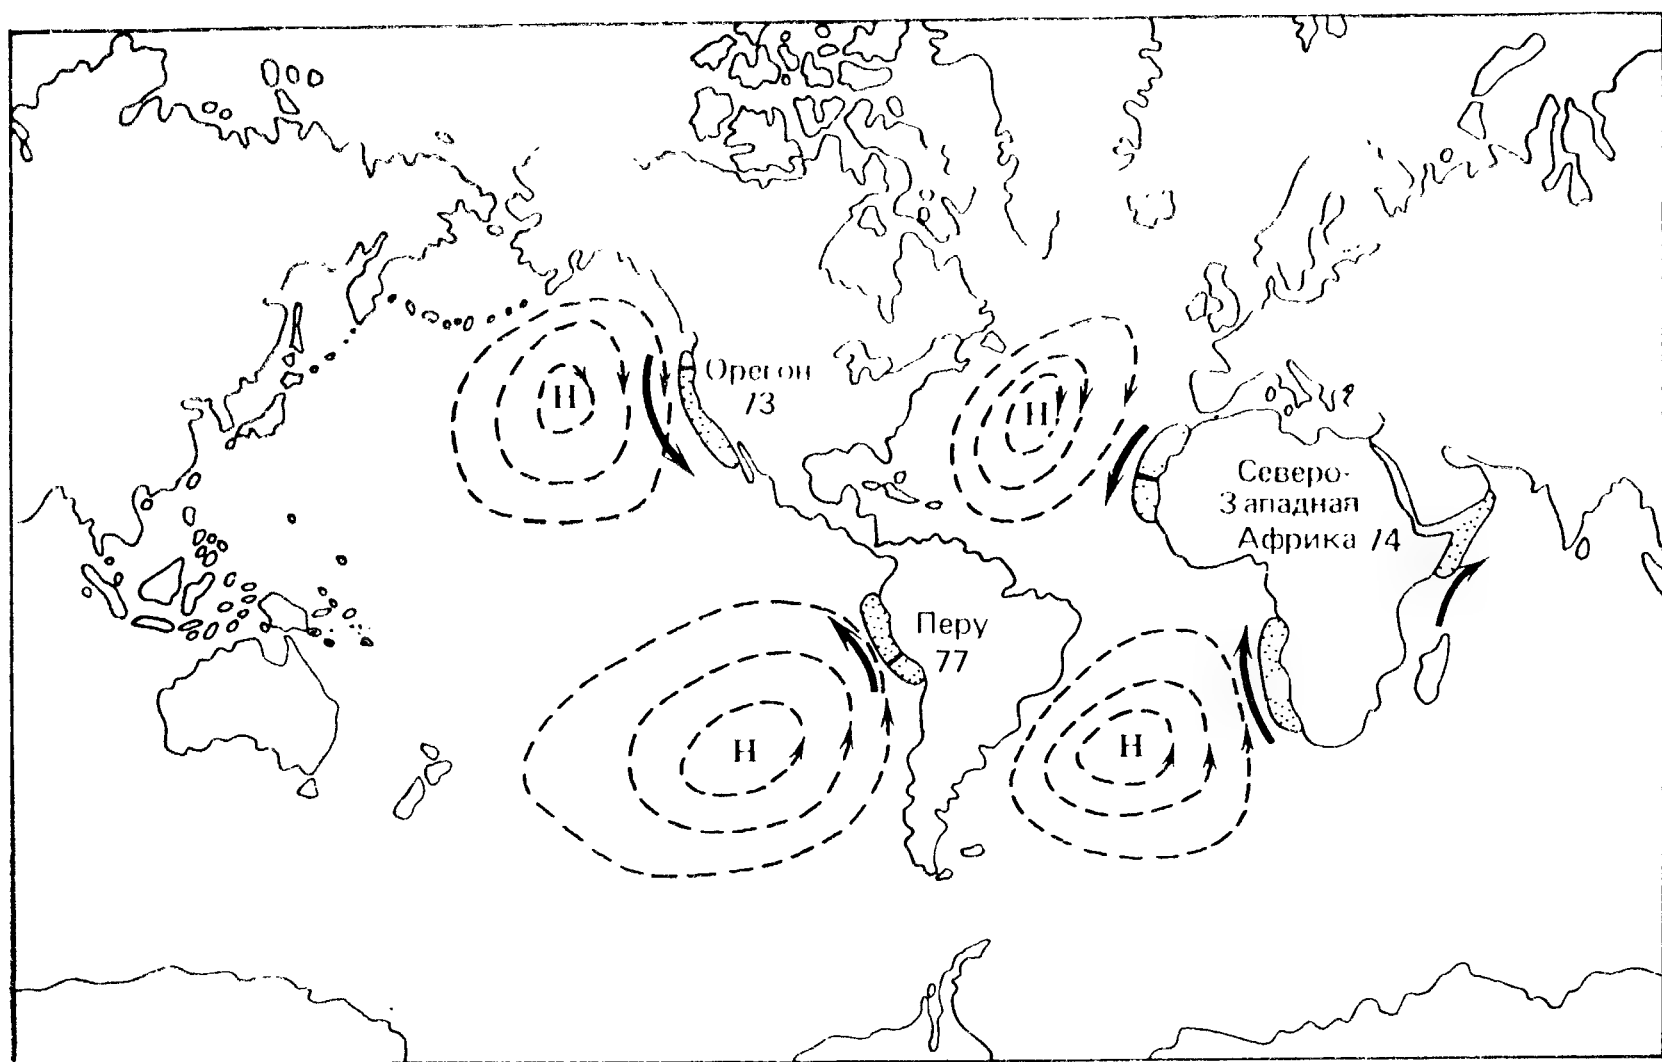 Орегон
73
Н
Н
Северо-
Западная
Африка 74
Перу
77
Н
Н